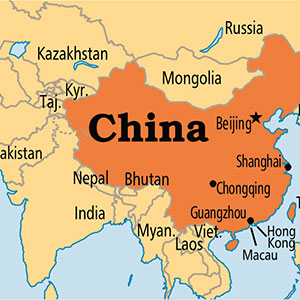 Russia
Kazakhstan
Mongolia
Kyr.
Taj.
China
Beijing
akistan
Shanghai
Nepal
Bhutan
Chongqing
India
Guangzhou
Myan.
Viet.
Laos
Hong
Kong
Macau